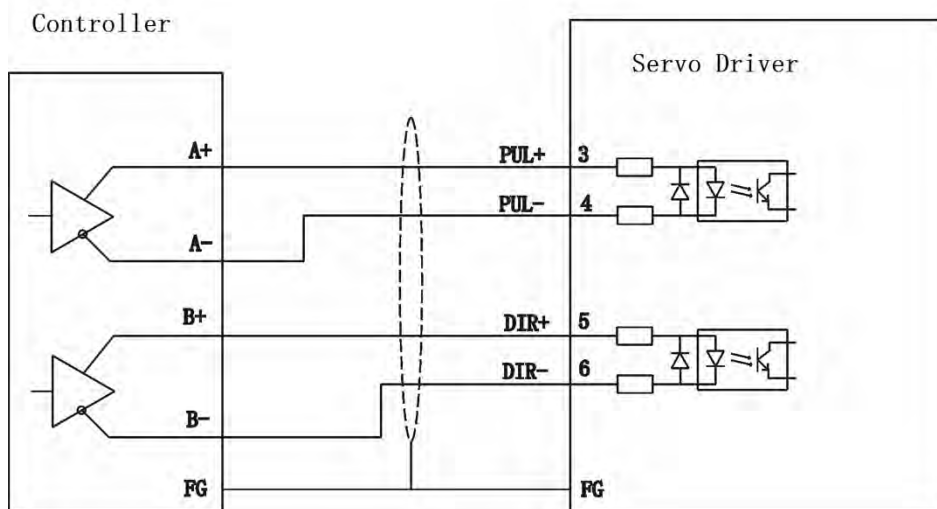 Controller
Servo Driver
A+ PUL+ 3
PUL- 4
A-
B+ DIR+ 5
DIR- 6
B-
FG FG